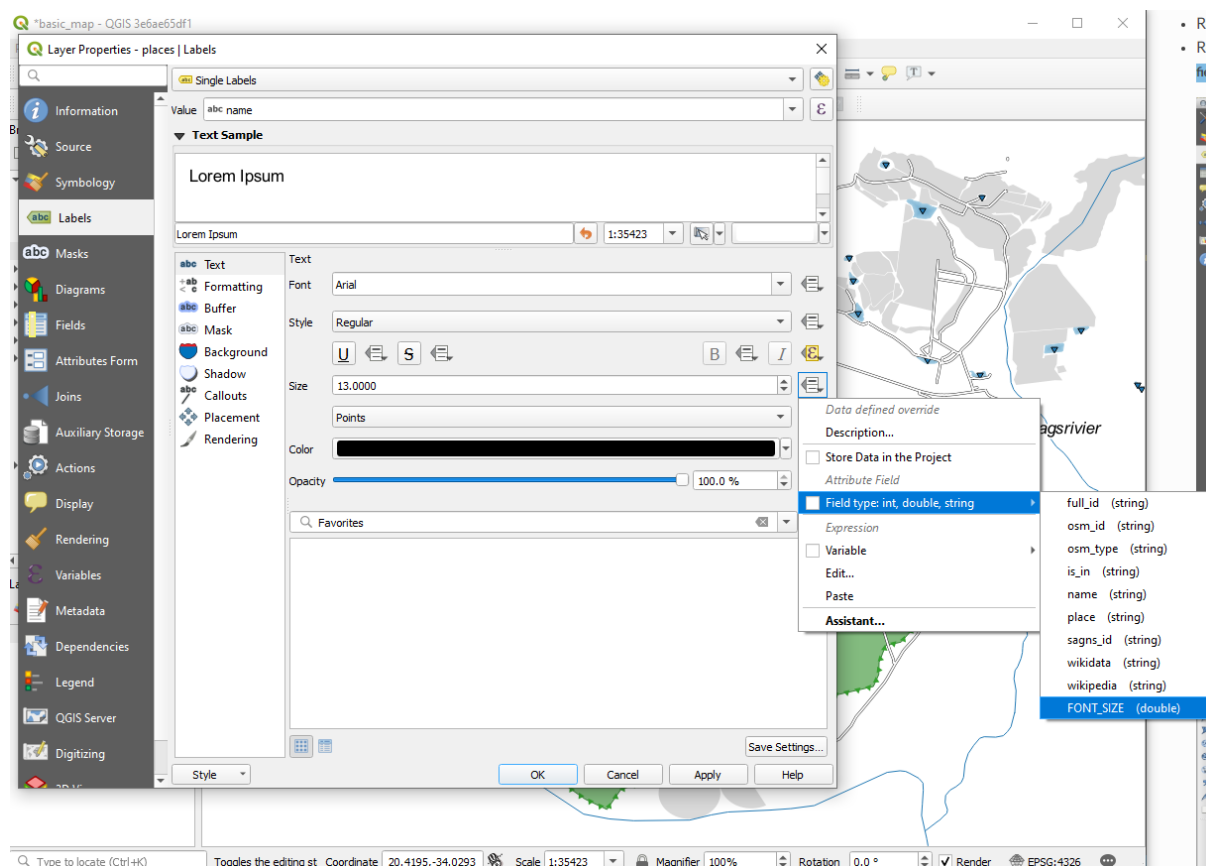 *basic_map - QGIS 3e6ae65df1
Layer Properties - places | Labels
Single Labels
Value abc name
Text Sample
Lorem Ipsum
Lorem Ipsum
1:35423
Information
Source
Symbology
abc Labels
abc Masks
Diagrams
Fields
Attributes Form
Joins
Auxiliary Storage
Actions
Display
Rendering
Variables
Metadata
Dependencies
Legend
QGIS Server
Digitizing
abc Text
Formatting
abc Buffer
abc Mask
Background
Shadow
abc Callouts
Placement
Rendering
Text
Font Arial
Style Regular
U S B I
Size 13.0000
Points
Color
Opacity 100.0 %
Favorites
Save Settings...
Style OK Cancel Apply Help
Data defined override
Description...
Store Data in the Project
Attribute Field
Field type: int, double, string
Expression
Variable
Edit...
Paste
Assistant...
full_id (string)
osm_id (string)
osm_type (string)
is_in (string)
name (string)
place (string)
sagns_id (string)
wikidata (string)
wikipedia (string)
FONT_SIZE (double)
agsrivier
Type to locate (Ctrl+K) Toggles the editing st Coordinate 20.4195,-34.0293 Scale 1:35423 Magnifier 100% Rotation 0.0 ° Render EPSG:4326